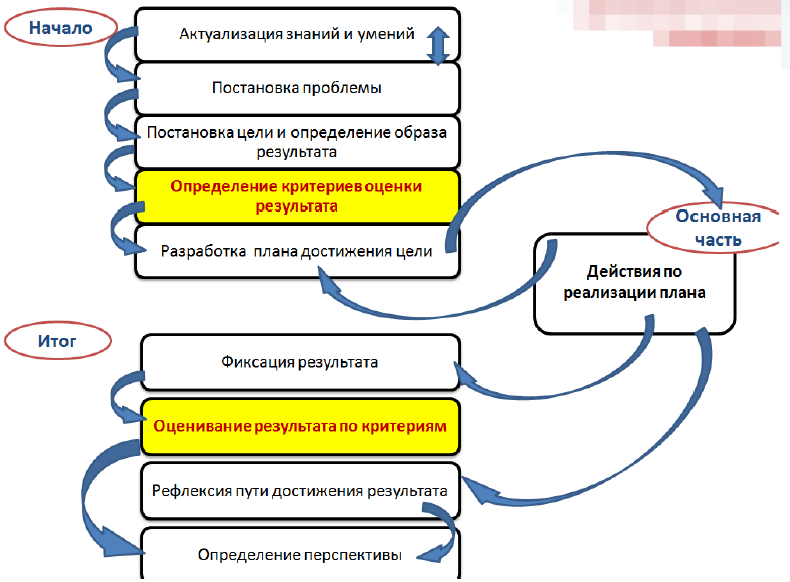 Начало
Актуализация знаний и умений
Постановка проблемы
Постановка цели и определение образа
результата
Определение критериев оценки
результата
Разработка плана достижения цели
Основная
часть
Действия по
реализации плана
Итог
Фиксация результата
Оценивание результата по критериям
Рефлексия пути достижения результата
Определение перспективы